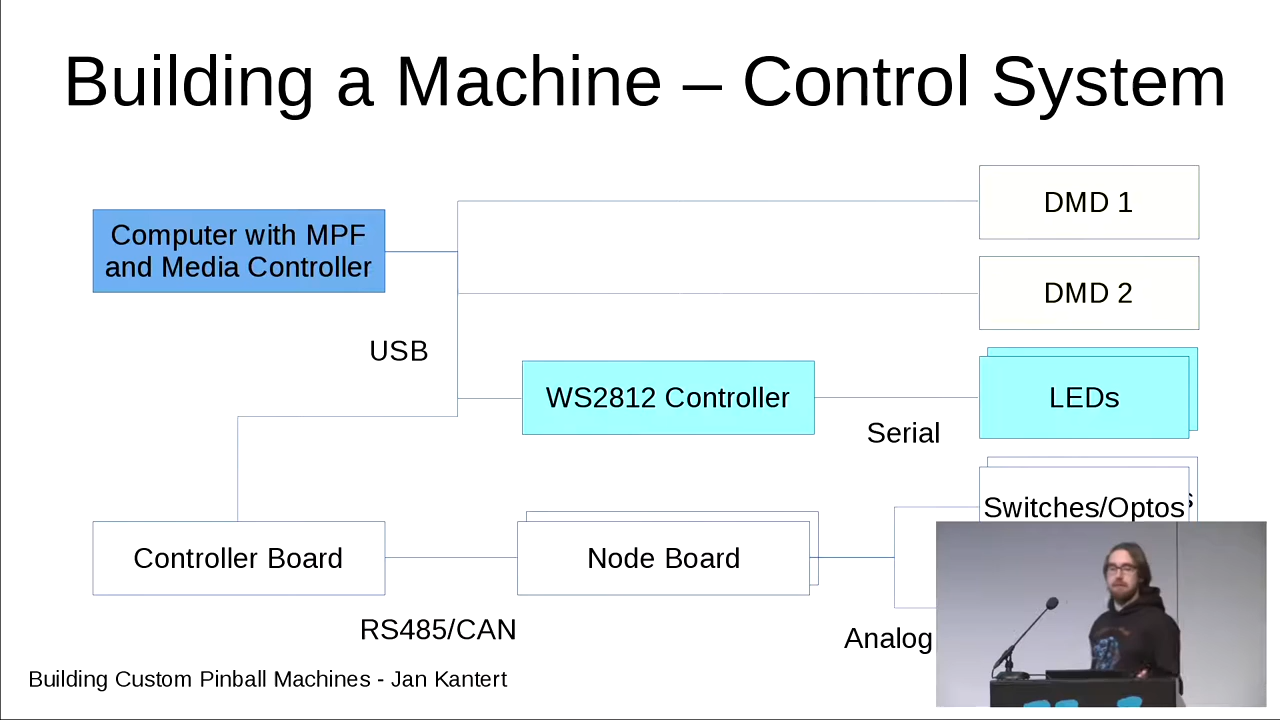 Building a Machine – Control System
DMD 1
Computer with MPF
and Media Controller
DMD 2
USB
WS2812 Controller
LEDs
Serial
Switches/Optos
Controller Board
Node Board
RS485/CAN
Analog
Building Custom Pinball Machines - Jan Kantert